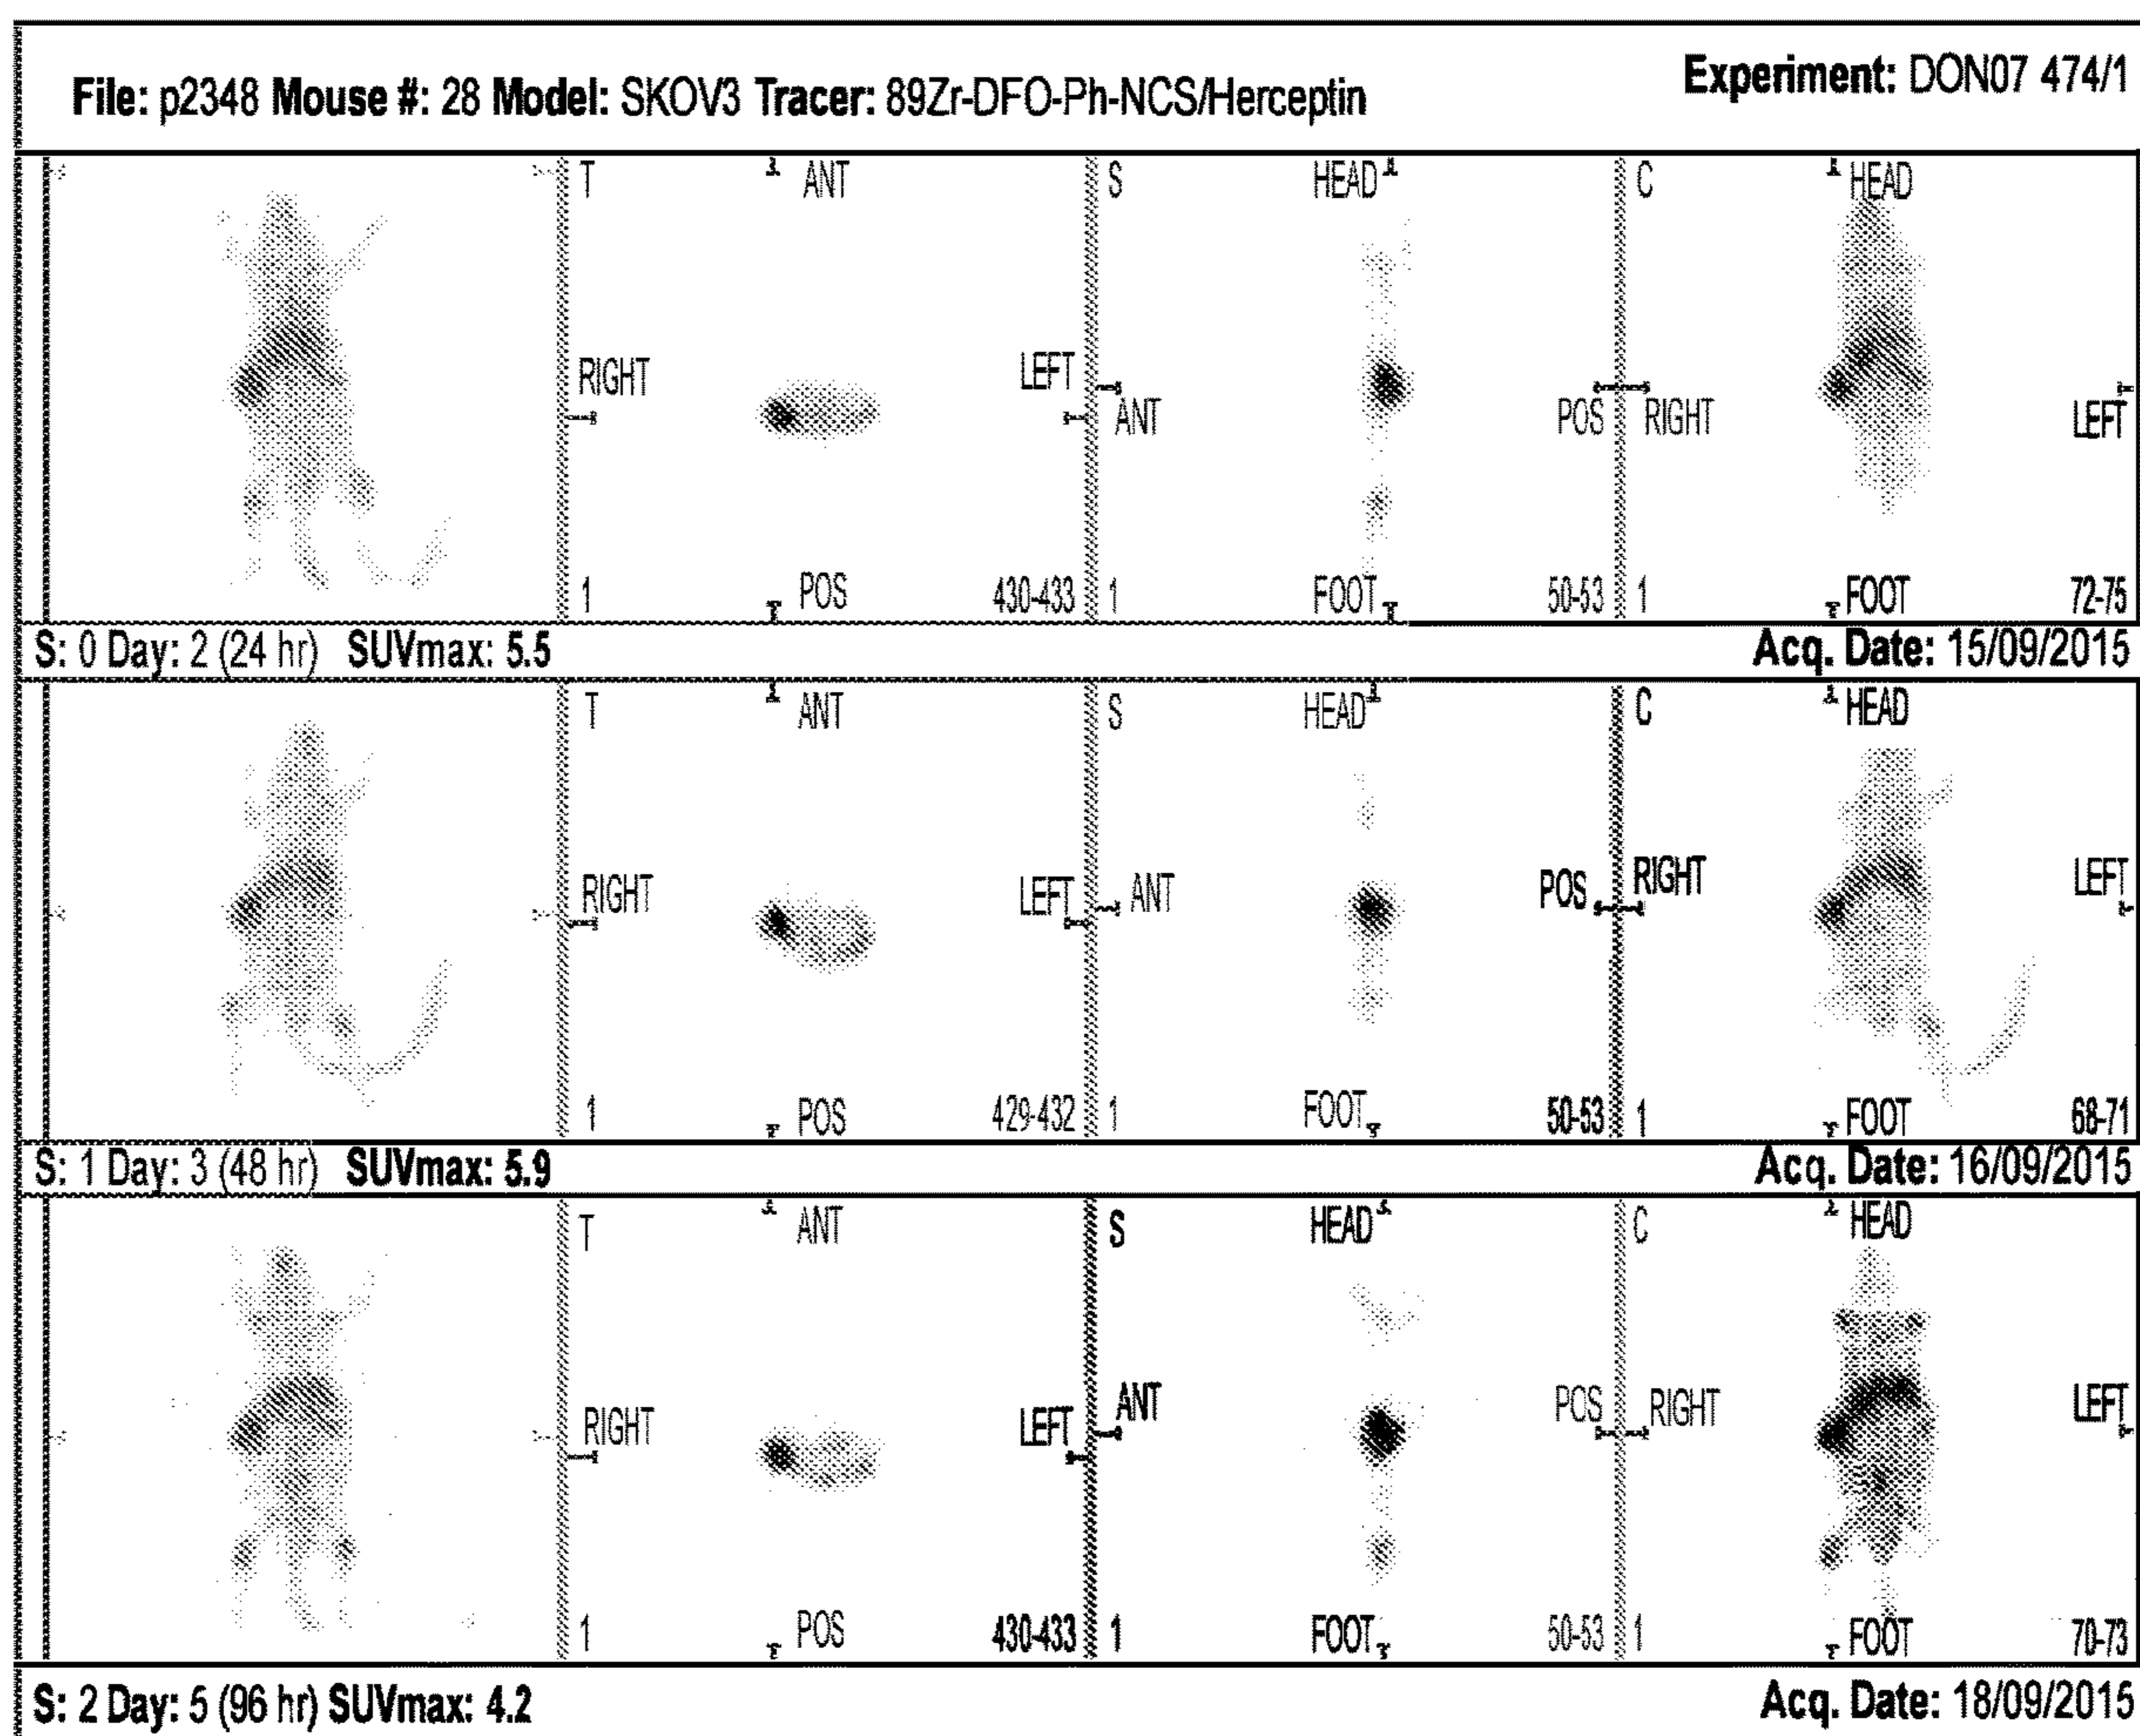 Experiment: DON07 474/1
File: p2348 Mouse #: 28 Model: SKOV3 Tracer: 89Zr-DFO-Ph-NCS/Herceptin
T ANT S HEAD C HEAD
RIGHT LEFT ANT POS RIGHT LEFT
1 POS 430-433 1 FOOT 50-53 1 FOOT 72-75
S: 0 Day: 2 (24 hr) SUVmax: 5.5 Acq. Date: 15/09/2015
T ANT S HEAD C HEAD
RIGHT LEFT ANT POS RIGHT LEFT
1 POS 429-432 1 FOOT 50-53 1 FOOT 68-71
S: 1 Day: 3 (48 hr) SUVmax: 5.9 Acq. Date: 16/09/2015
T ANT S HEAD C HEAD
RIGHT LEFT ANT POS RIGHT LEFT
1 POS 430-433 1 FOOT 50-53 1 FOOT 70-73
S: 2 Day: 5 (96 hr) SUVmax: 4.2 Acq. Date: 18/09/2015